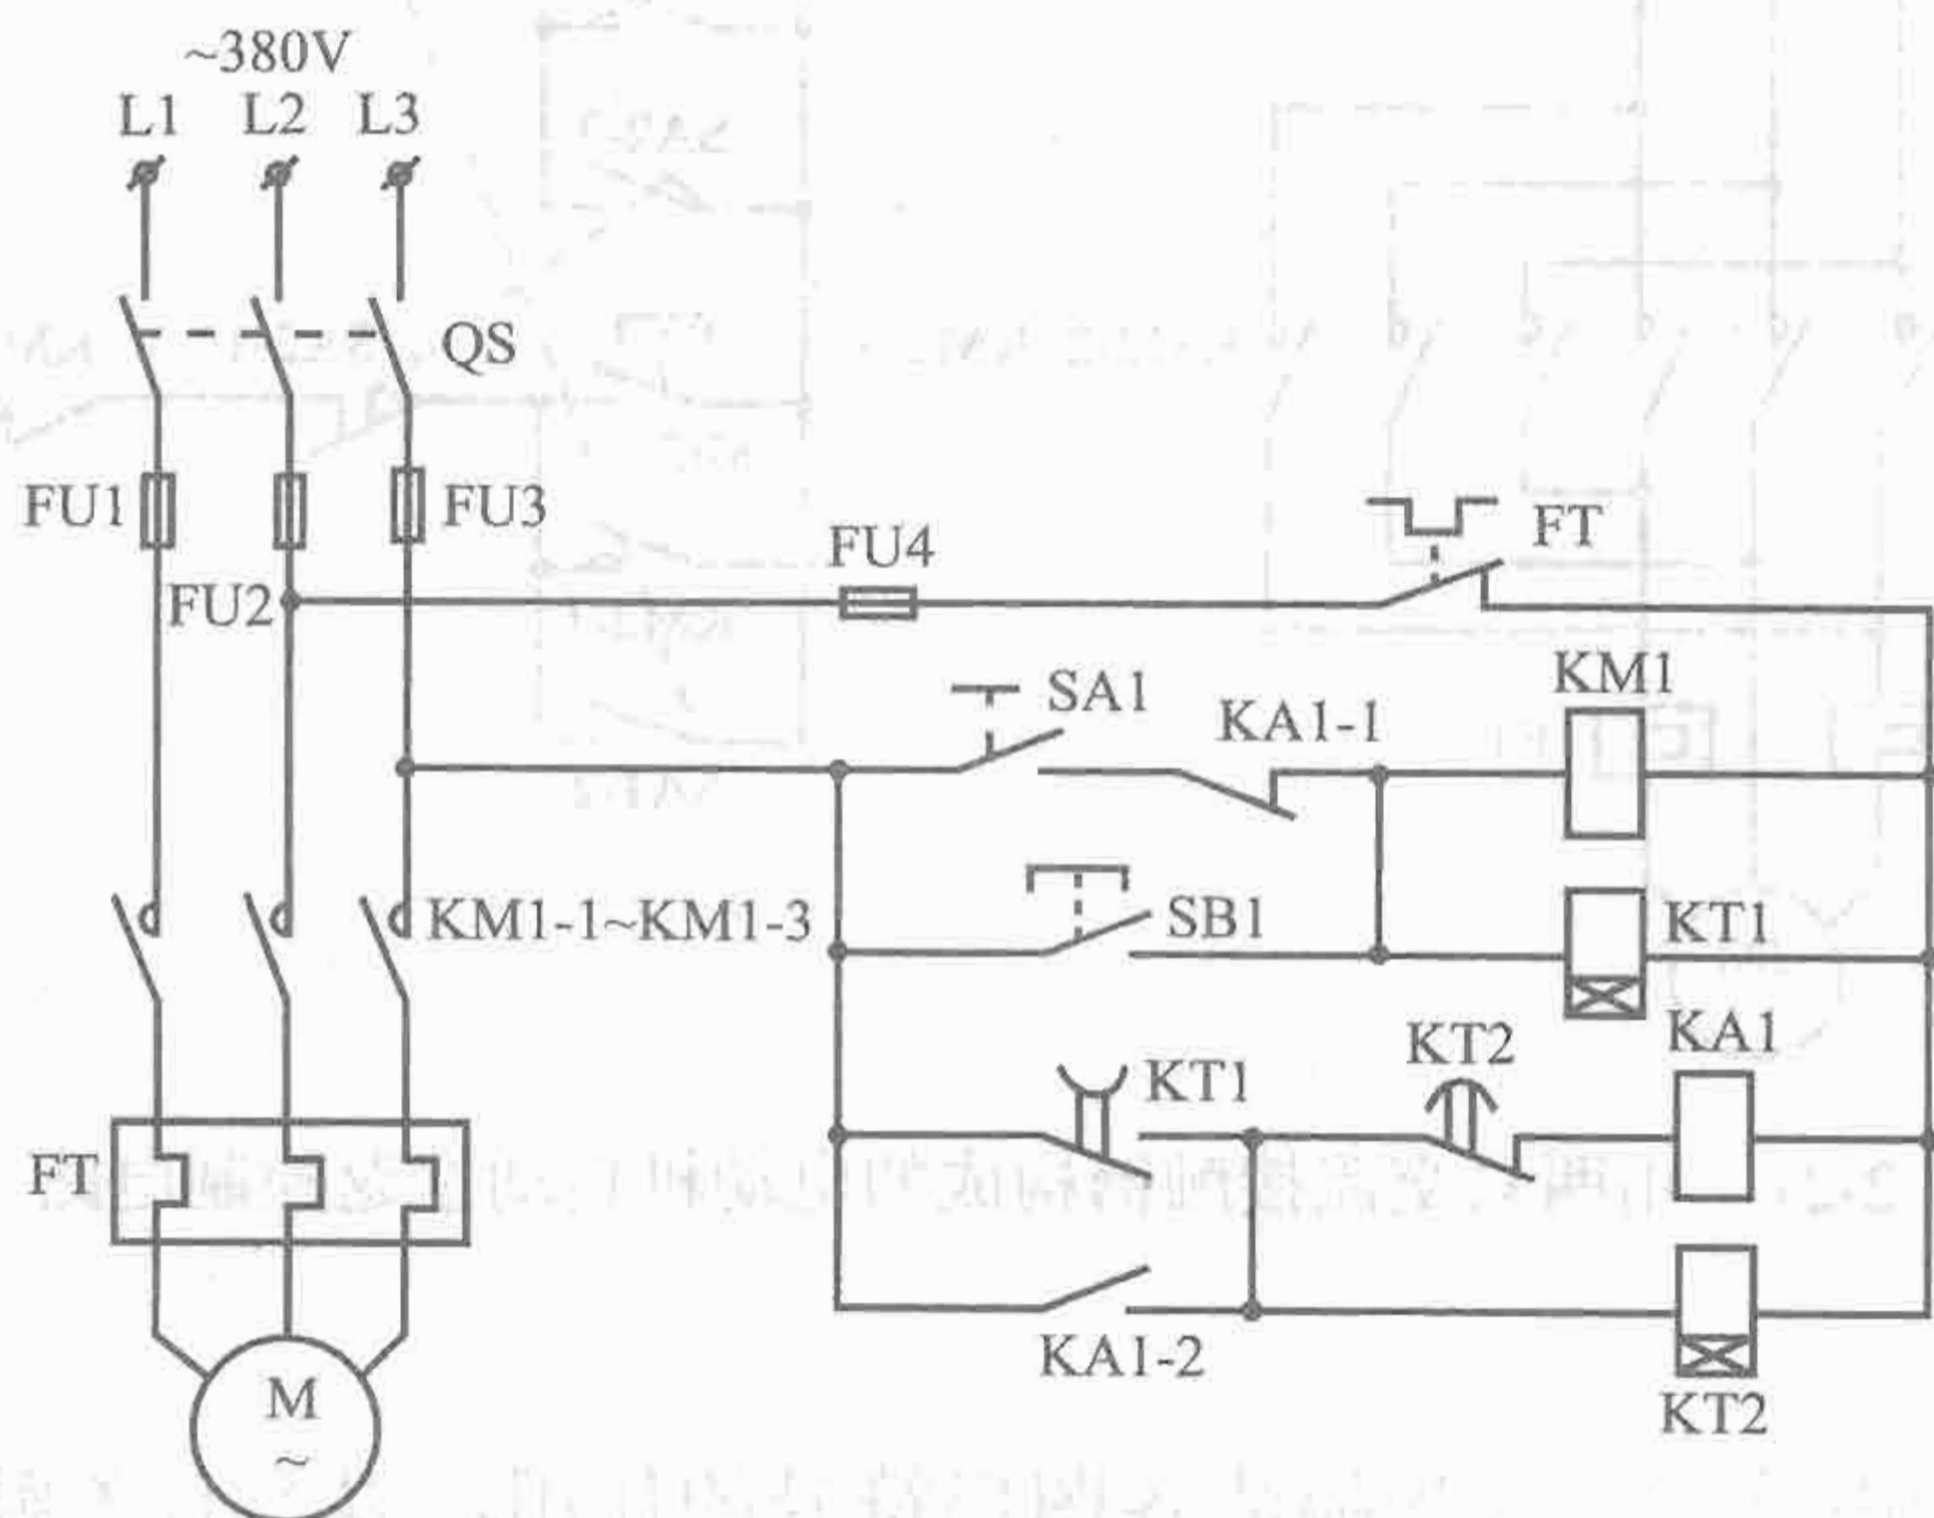 ~380V
L1 L2 L3
QS
FU1 FU3
FU4
FT
FU2
KM1
SA1
KA1-1
KM1-1~KM1-3
SB1
KT1
KA1
KT2
KT1
FT
KA1-2
KT2
M
~